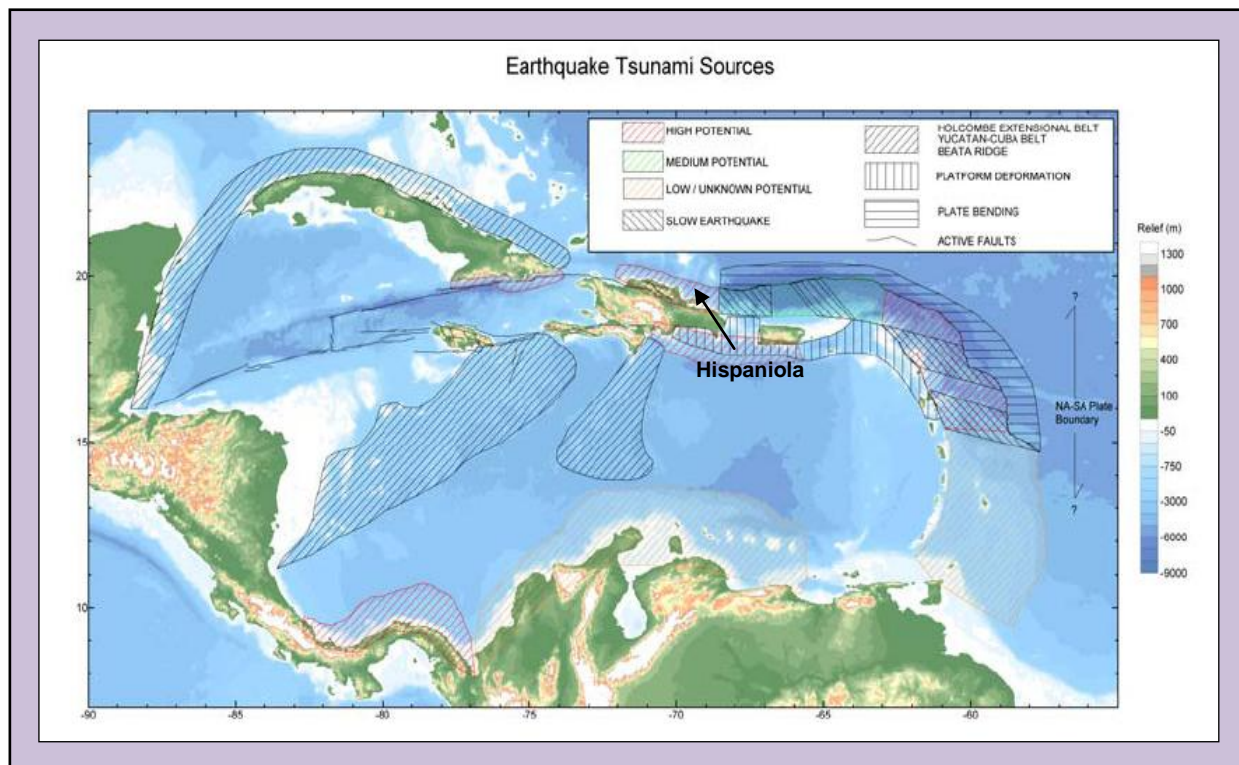 Earthquake Tsunami Sources
HIGH POTENTIAL
MEDIUM POTENTIAL
LOW / UNKNOWN POTENTIAL
SLOW EARTHQUAKE
HOLCOMBE EXTENSIONAL BELT
YUCATAN-CUBA BELT
BEATA RIDGE
PLATFORM DEFORMATION
PLATE BENDING
ACTIVE FAULTS
Relief (m)
1300
1000
700
400
100
-50
-750
-3000
-6000
-9000
20
15
10
Hispaniola
?
NA-SA Plate
Boundary
?
-90
-85
-80
-75
-70
-65
-60